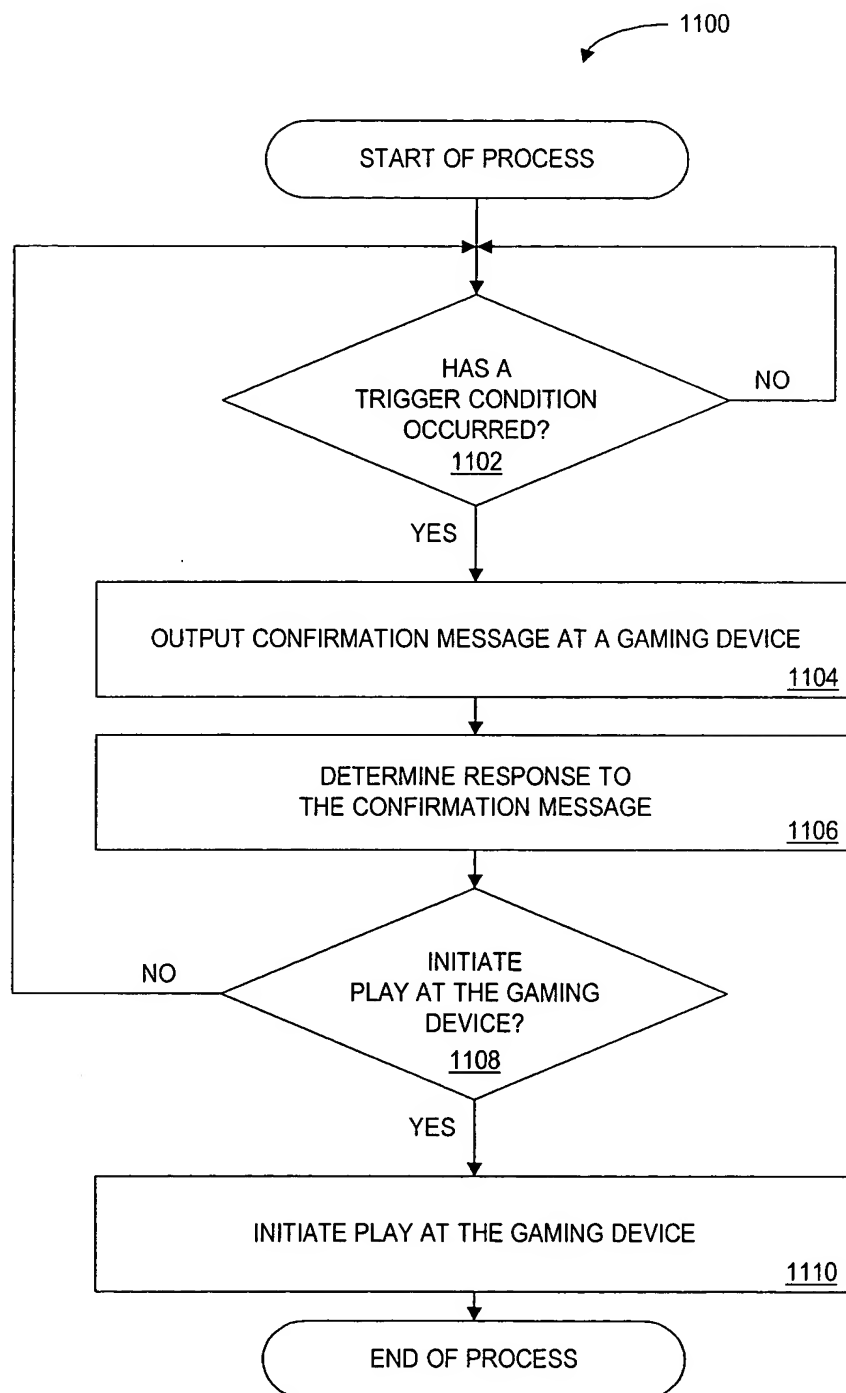 1100
START OF PROCESS
HAS A
TRIGGER CONDITION
OCCURRED?
1102
NO
YES
OUTPUT CONFIRMATION MESSAGE AT A GAMING DEVICE
1104
DETERMINE RESPONSE TO
THE CONFIRMATION MESSAGE
1106
NO
INITIATE
PLAY AT THE GAMING
DEVICE?
1108
YES
INITIATE PLAY AT THE GAMING DEVICE
1110
END OF PROCESS